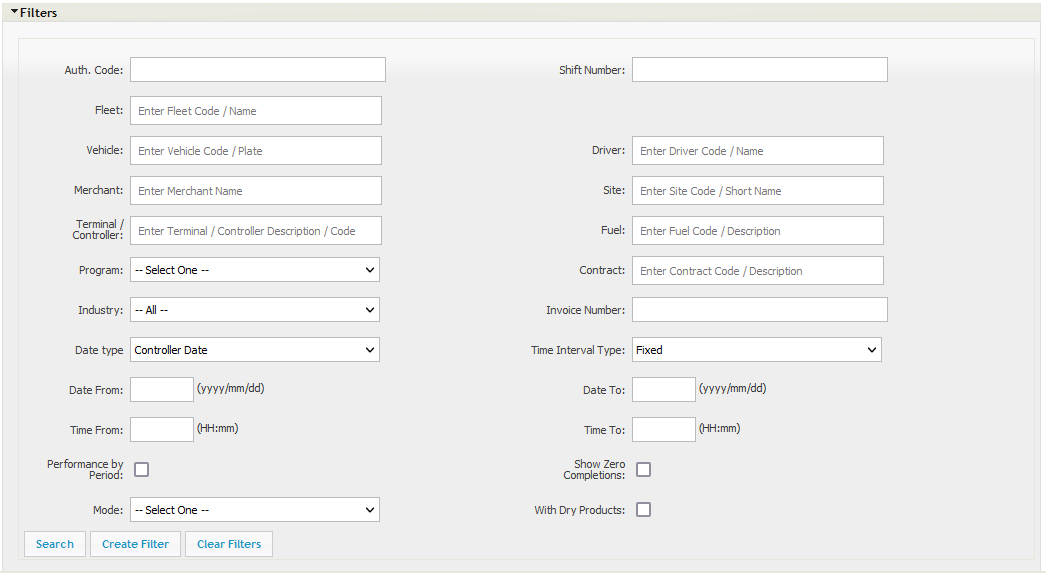 Filters
Auth. Code:
Shift Number:
Fleet: Enter Fleet Code / Name
Vehicle: Enter Vehicle Code / Plate
Driver: Enter Driver Code / Name
Merchant: Enter Merchant Name
Site: Enter Site Code / Short Name
Terminal /
Controller: Enter Terminal / Controller Description / Code
Fuel: Enter Fuel Code / Description
Program: -- Select One --
Contract: Enter Contract Code / Description
Industry: -- All --
Invoice Number:
Date type Controller Date
Time Interval Type: Fixed
Date From: (yyyy/mm/dd)
Date To: (yyyy/mm/dd)
Time From: (HH:mm)
Time To: (HH:mm)
Performance by
Period:
Show Zero
Completions:
Mode: -- Select One --
With Dry Products:
Search Create Filter Clear Filters